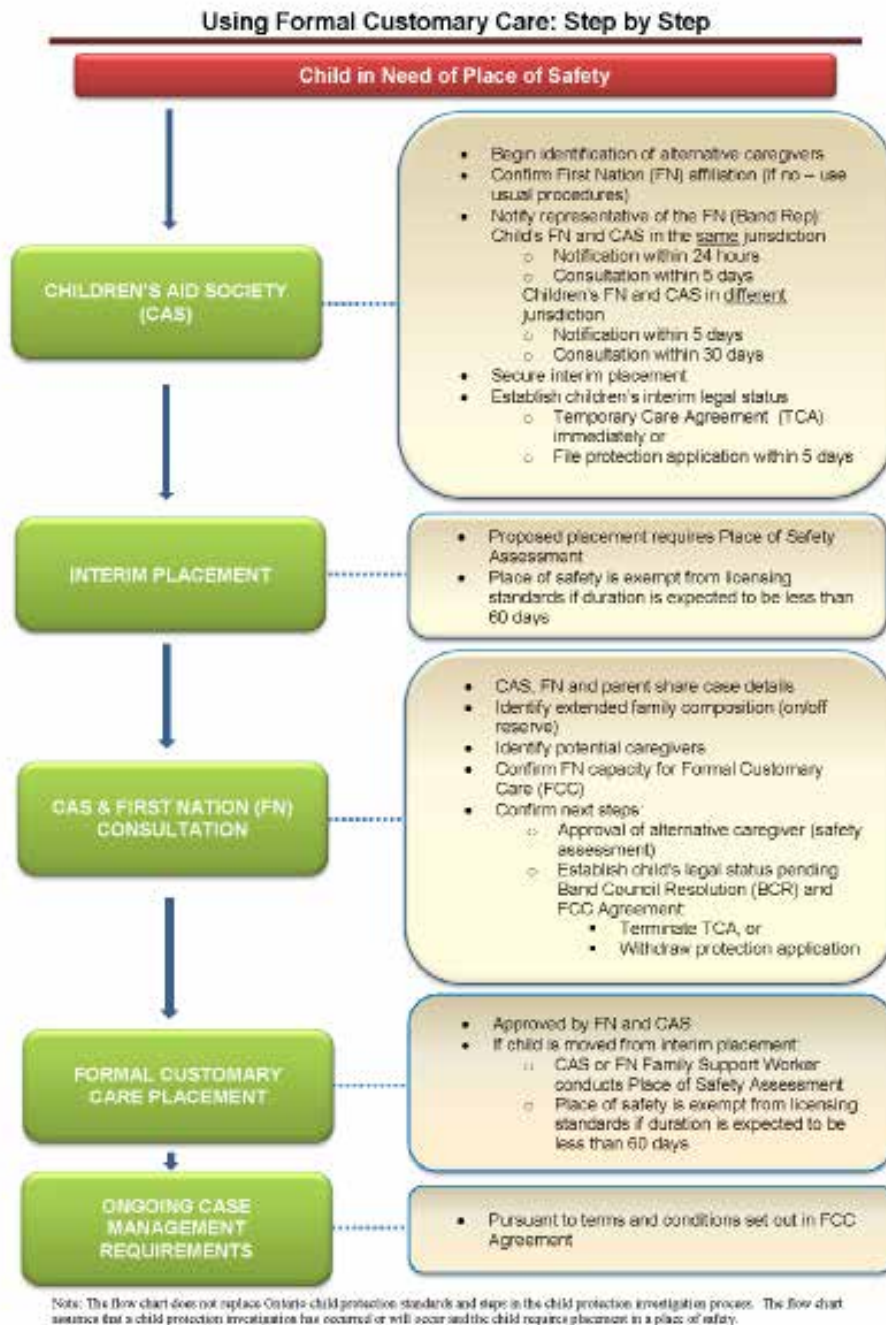 Using Formal Customary Care: Step by Step
Child in Need of Place of Safety
CHILDREN'S AID SOCIETY
(CAS)
• Begin identification of alternative caregivers
• Confirm First Nation (FN) affiliation (if no – use
usual procedures)
• Notify representative of the FN (Band Rep):
Child's FN and CAS in the same jurisdiction
o Notification within 24 hours
o Consultation within 5 days
Children's FN and CAS in different
jurisdiction
o Notification within 5 days
o Consultation within 30 days
• Secure interim placement
• Establish children's interim legal status
o Temporary Care Agreement (TCA)
immediately or
o File protection application within 5 days
INTERIM PLACEMENT
• Proposed placement requires Place of Safety
Assessment
• Place of safety is exempt from licensing
standards if duration is expected to be less than
60 days
CAS & FIRST NATION (FN)
CONSULTATION
• CAS, FN and parent share case details
• Identify extended family composition (on/off
reserve)
• Identify potential caregivers
• Confirm FN capacity for Formal Customary
Care (FCC)
• Confirm next steps:
o Approval of alternative caregiver (safety
assessment)
o Establish child's legal status pending
Band Council Resolution (BCR) and
FCC Agreement:
▪ Terminate TCA, or
▪ Withdraw protection application
FORMAL CUSTOMARY
CARE PLACEMENT
• Approved by FN and CAS
• If child is moved from interim placement:
o CAS or FN Family Support Worker
conducts Place of Safety Assessment
o Place of safety is exempt from licensing
standards if duration is expected to be
less than 60 days
ONGOING CASE
MANAGEMENT
REQUIREMENTS
• Pursuant to terms and conditions set out in FCC
Agreement
Note: The flow chart does not replace Ontario child protection standards and steps in the child protection investigation process. The flow chart
assumes that a child protection investigation has occurred or will occur and the child requires placement in a place of safety.